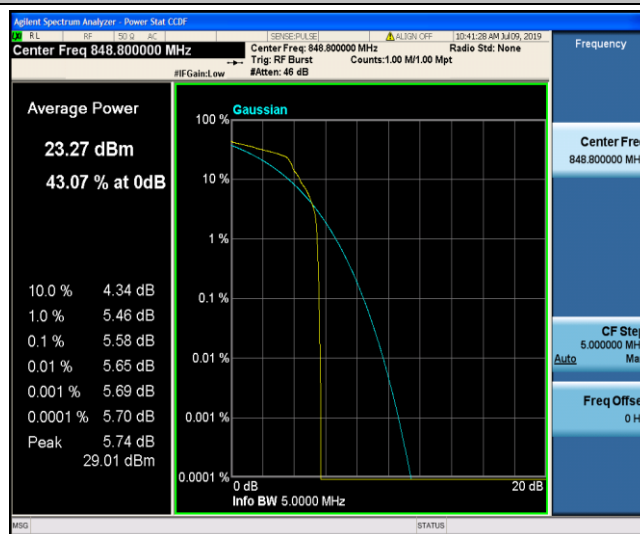 Agilent Spectrum Analyzer - Power Stat CCDF
RL RF 50 Ω AC SENSE:PULSE ALIGN OFF 10:41:28 AM Jul 09, 2019
Center Freq 848.800000 MHz
Center Freq: 848.800000 MHz Radio Std: None
Trig: RF Burst Counts:1.00 M/1.00 Mpt
#IFGain:Low #Atten: 46 dB
Frequency
Average Power
23.27 dBm
43.07 % at 0dB
10.0 % 4.34 dB
1.0 % 5.46 dB
0.1 % 5.58 dB
0.01 % 5.65 dB
0.001 % 5.69 dB
0.0001 % 5.70 dB
Peak 5.74 dB
29.01 dBm
Gaussian
100 %
10 %
1 %
0.1 %
0.01 %
0.001 %
0.0001 %
0 dB 20 dB
Info BW 5.0000 MHz
Center Fre
848.800000 MH
CF Ste
5.000000 MH
Auto Ma
Freq Offse
0 H
MSG STATUS